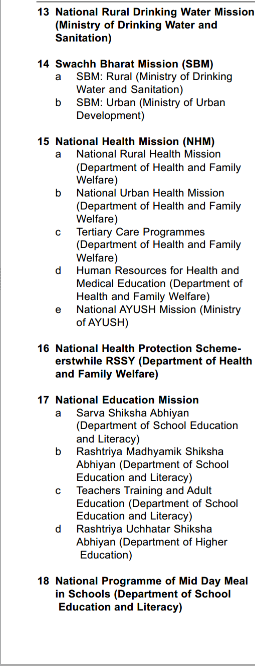 13 National Rural Drinking Water Mission
(Ministry of Drinking Water and
Sanitation)
14 Swachh Bharat Mission (SBM)
a SBM: Rural (Ministry of Drinking
Water and Sanitation)
b SBM: Urban (Ministry of Urban
Development)
15 National Health Mission (NHM)
a National Rural Health Mission
(Department of Health and Family
Welfare)
b National Urban Health Mission
(Department of Health and Family
Welfare)
c Tertiary Care Programmes
(Department of Health and Family
Welfare)
d Human Resources for Health and
Medical Education (Department of
Health and Family Welfare)
e National AYUSH Mission (Ministry
of AYUSH)
16 National Health Protection Scheme-
erstwhile RSSY (Department of Health
and Family Welfare)
17 National Education Mission
a Sarva Shiksha Abhiyan
(Department of School Education
and Literacy)
b Rashtriya Madhyamik Shiksha
Abhiyan (Department of School
Education and Literacy)
c Teachers Training and Adult
Education (Department of School
Education and Literacy)
d Rashtriya Uchhatar Shiksha
Abhiyan (Department of Higher
Education)
18 National Programme of Mid Day Meal
in Schools (Department of School
Education and Literacy)